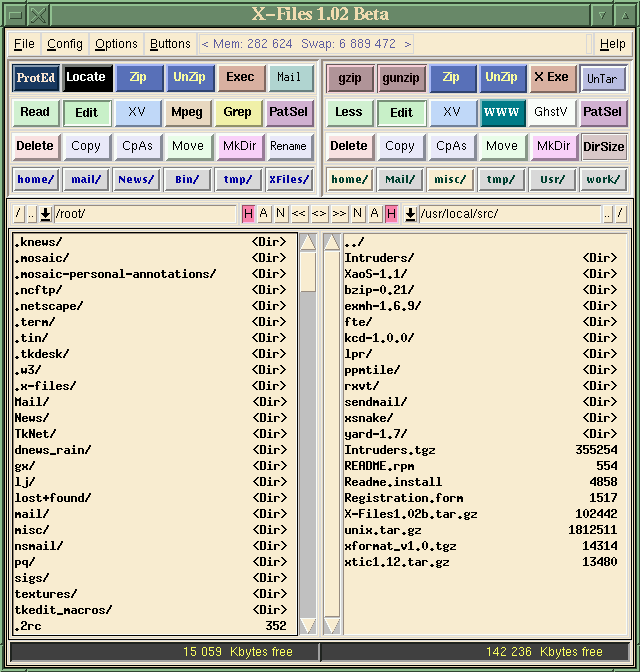 X-Files 1.02 Beta
File Config Options Buttons < Mem: 282 624 Swap: 6 889 472 > Help
ProtEd Locate Zip UnZip Exec Mail gzip gunzip Zip UnZip X Exe UnTar
Read Edit XV Mpeg Grep PatSel Less Edit XV WWW GhstV PatSel
Delete Copy CpAs Move MkDir Rename Delete Copy CpAs Move MkDir DirSize
home/ mail/ News/ Bin/ tmp/ XFiles/ home/ Mail/ misc/ tmp/ Usr/ work/
/ .. /root/ H A N << <> >> N A H /usr/local/src/ .. /
.knews/ <Dir>
.mosaic/ <Dir>
.mosaic-personal-annotations/ <Dir>
.ncftp/ <Dir>
.netscape/ <Dir>
.term/ <Dir>
.tin/ <Dir>
.tkdesk/ <Dir>
.w3/ <Dir>
.x-files/ <Dir>
Mail/ <Dir>
News/ <Dir>
TkNet/ <Dir>
dnews_rain/ <Dir>
gx/ <Dir>
lj/ <Dir>
lost+found/ <Dir>
mail/ <Dir>
misc/ <Dir>
nsmail/ <Dir>
pq/ <Dir>
sigs/ <Dir>
textures/ <Dir>
tkedit_macros/ <Dir>
.2rc 352
../
Intruders/ <Dir>
XaoS-1.1/ <Dir>
bzip-0.21/ <Dir>
exmh-1.6.9/ <Dir>
fte/ <Dir>
kcd-1.0.0/ <Dir>
lpr/ <Dir>
ppmtile/ <Dir>
rxvt/ <Dir>
sendmail/ <Dir>
xsnake/ <Dir>
yard-1.7/ <Dir>
Intruders.tgz 355254
README.rpm 554
Readme.install 4858
Registration.form 1517
X-Files1.02b.tar.gz 102442
unix.tar.gz 1812511
xformat_v1.0.tgz 14314
xtic1.12.tar.gz 13480
15 059 Kbytes free 142 236 Kbytes free